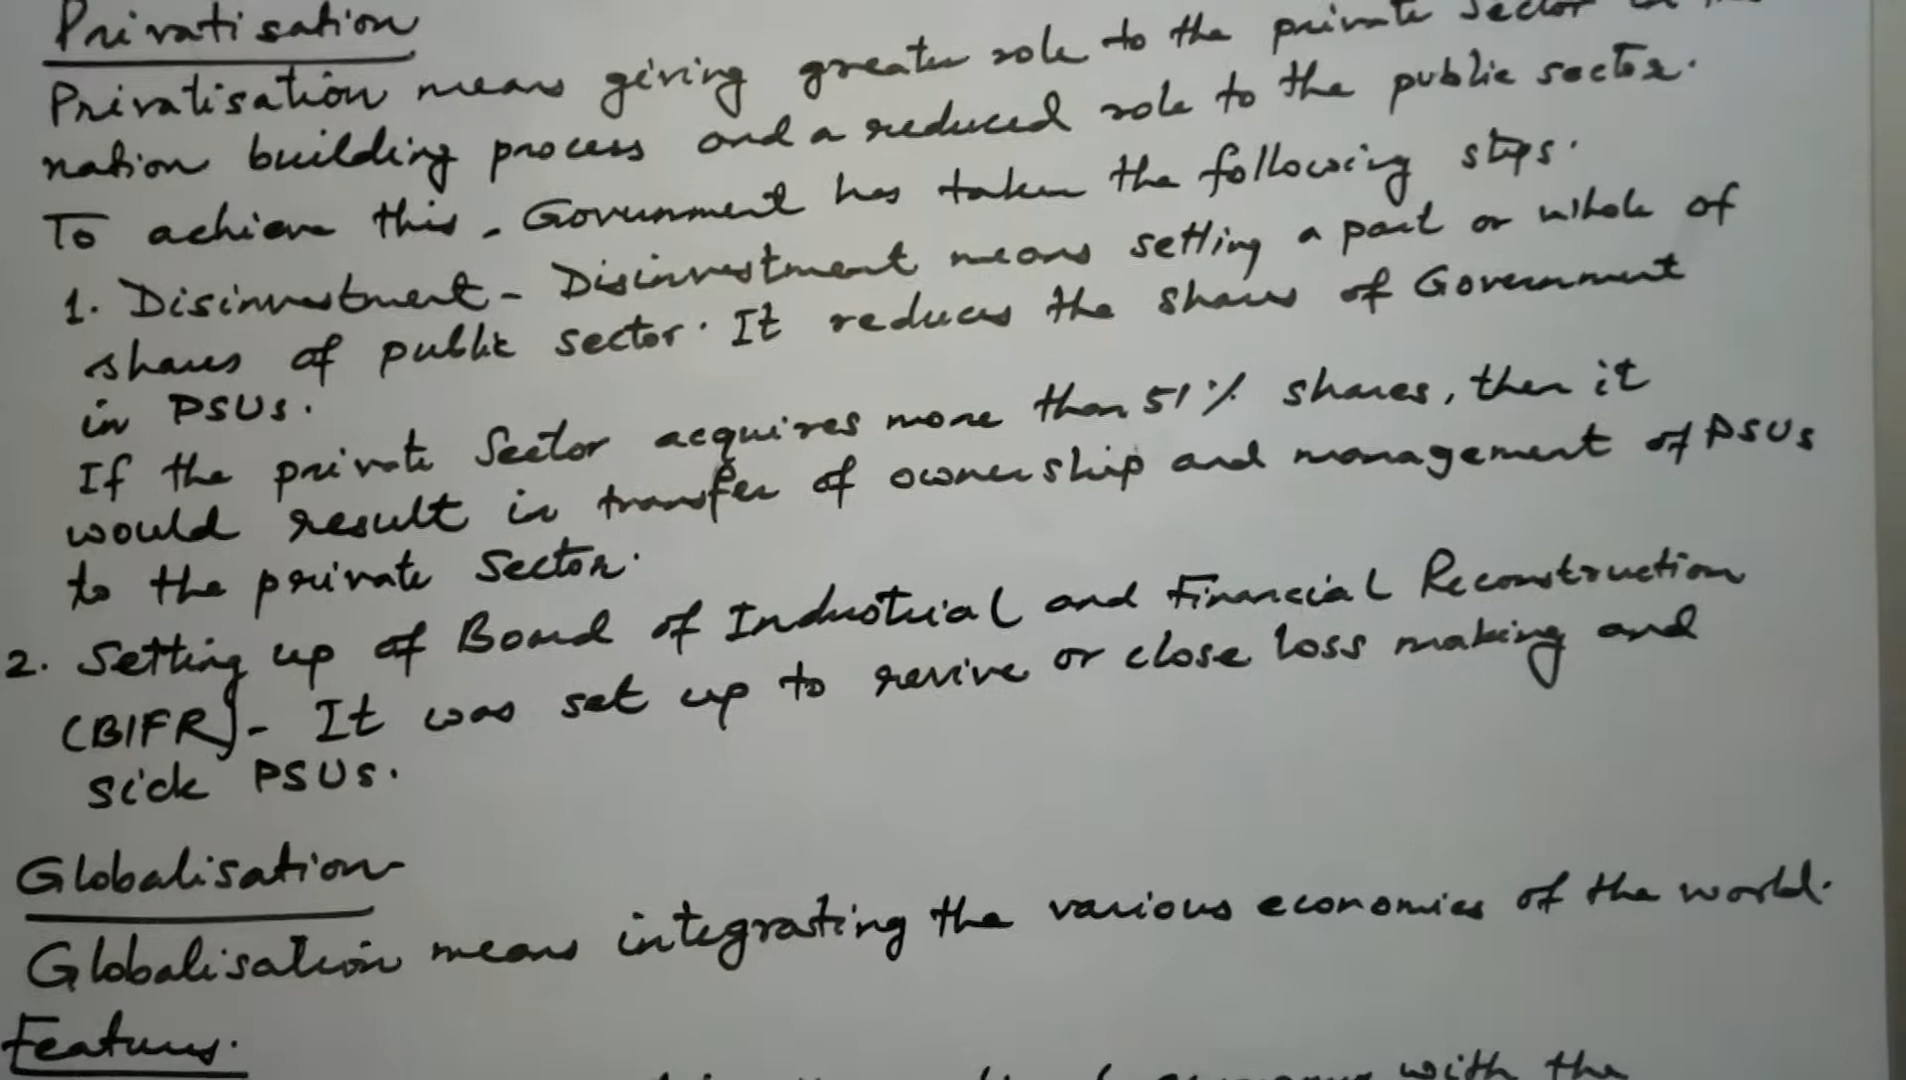 Privatisation
Privatisation means giving greater role to the private sector in the
nation building process and a reduced role to the public sector.
To achieve this, Government has taken the following steps.
1. Disinvestment - Disinvestment means setting a part or whole of
shares of public sector. It reduces the shares of Government
in PSUs.
If the private Sector acquires more than 51% shares, then it
would result in transfer of ownership and management of PSUs
to the private Sector.
2. Setting up of Board of Industrial and Financial Reconstruction
(BIFR) - It was set up to revive or close loss making and
sick PSUs.
Globalisation
Globalisation means integrating the various economies of the world.
Features.
with the